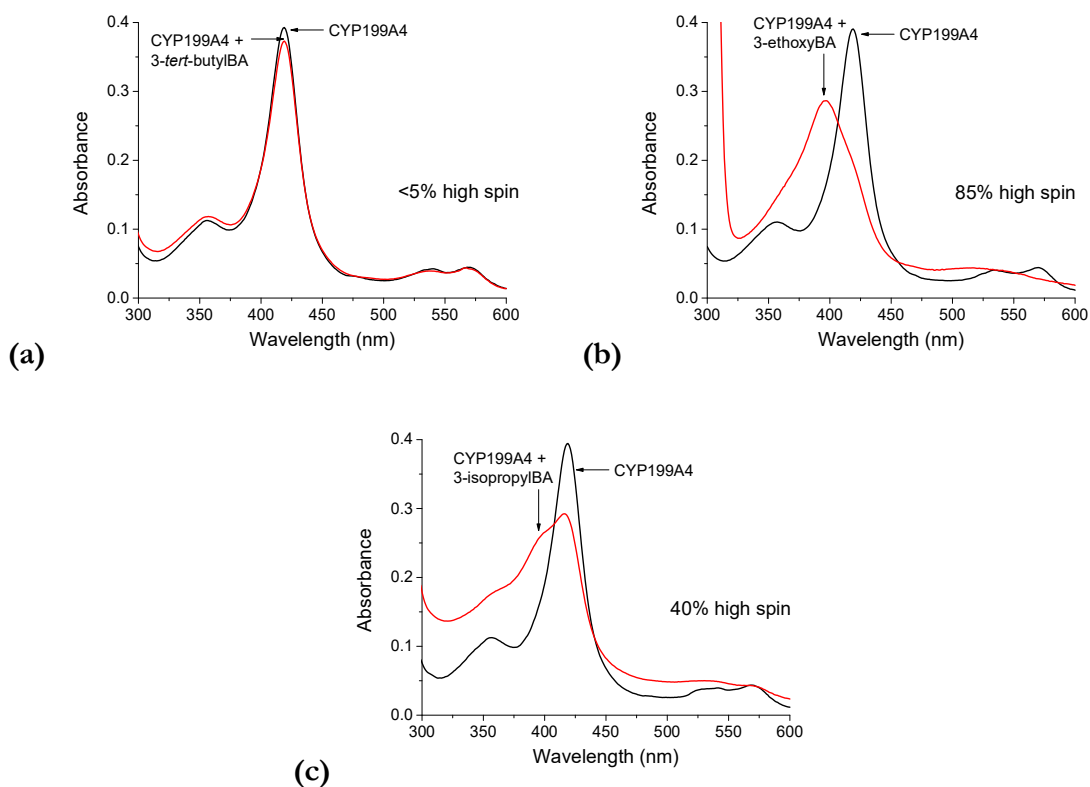 CYP199A4 +
3-tert-butylBA
CYP199A4
<5% high spin
Absorbance
0.4
0.3
0.2
0.1
0.0
300 350 400 450 500 550 600
Wavelength (nm)
(a)
CYP199A4 +
3-ethoxyBA
CYP199A4
85% high spin
Absorbance
0.4
0.3
0.2
0.1
0.0
300 350 400 450 500 550 600
Wavelength (nm)
(b)
CYP199A4 +
3-isopropylBA
CYP199A4
40% high spin
Absorbance
0.4
0.3
0.2
0.1
0.0
300 350 400 450 500 550 600
Wavelength (nm)
(c)